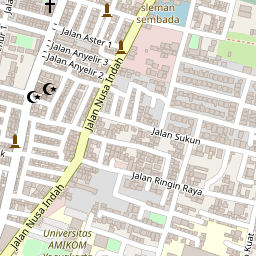 sleman
sembada
Jalan Aster 1
Jalan Anyelir 3
Jalan Anyelir 2
Jalan Nusa Indah
Jalan Sukun
Jalan Ringin Raya
Jalan Nusa Indah
Universitas
AMIKOM